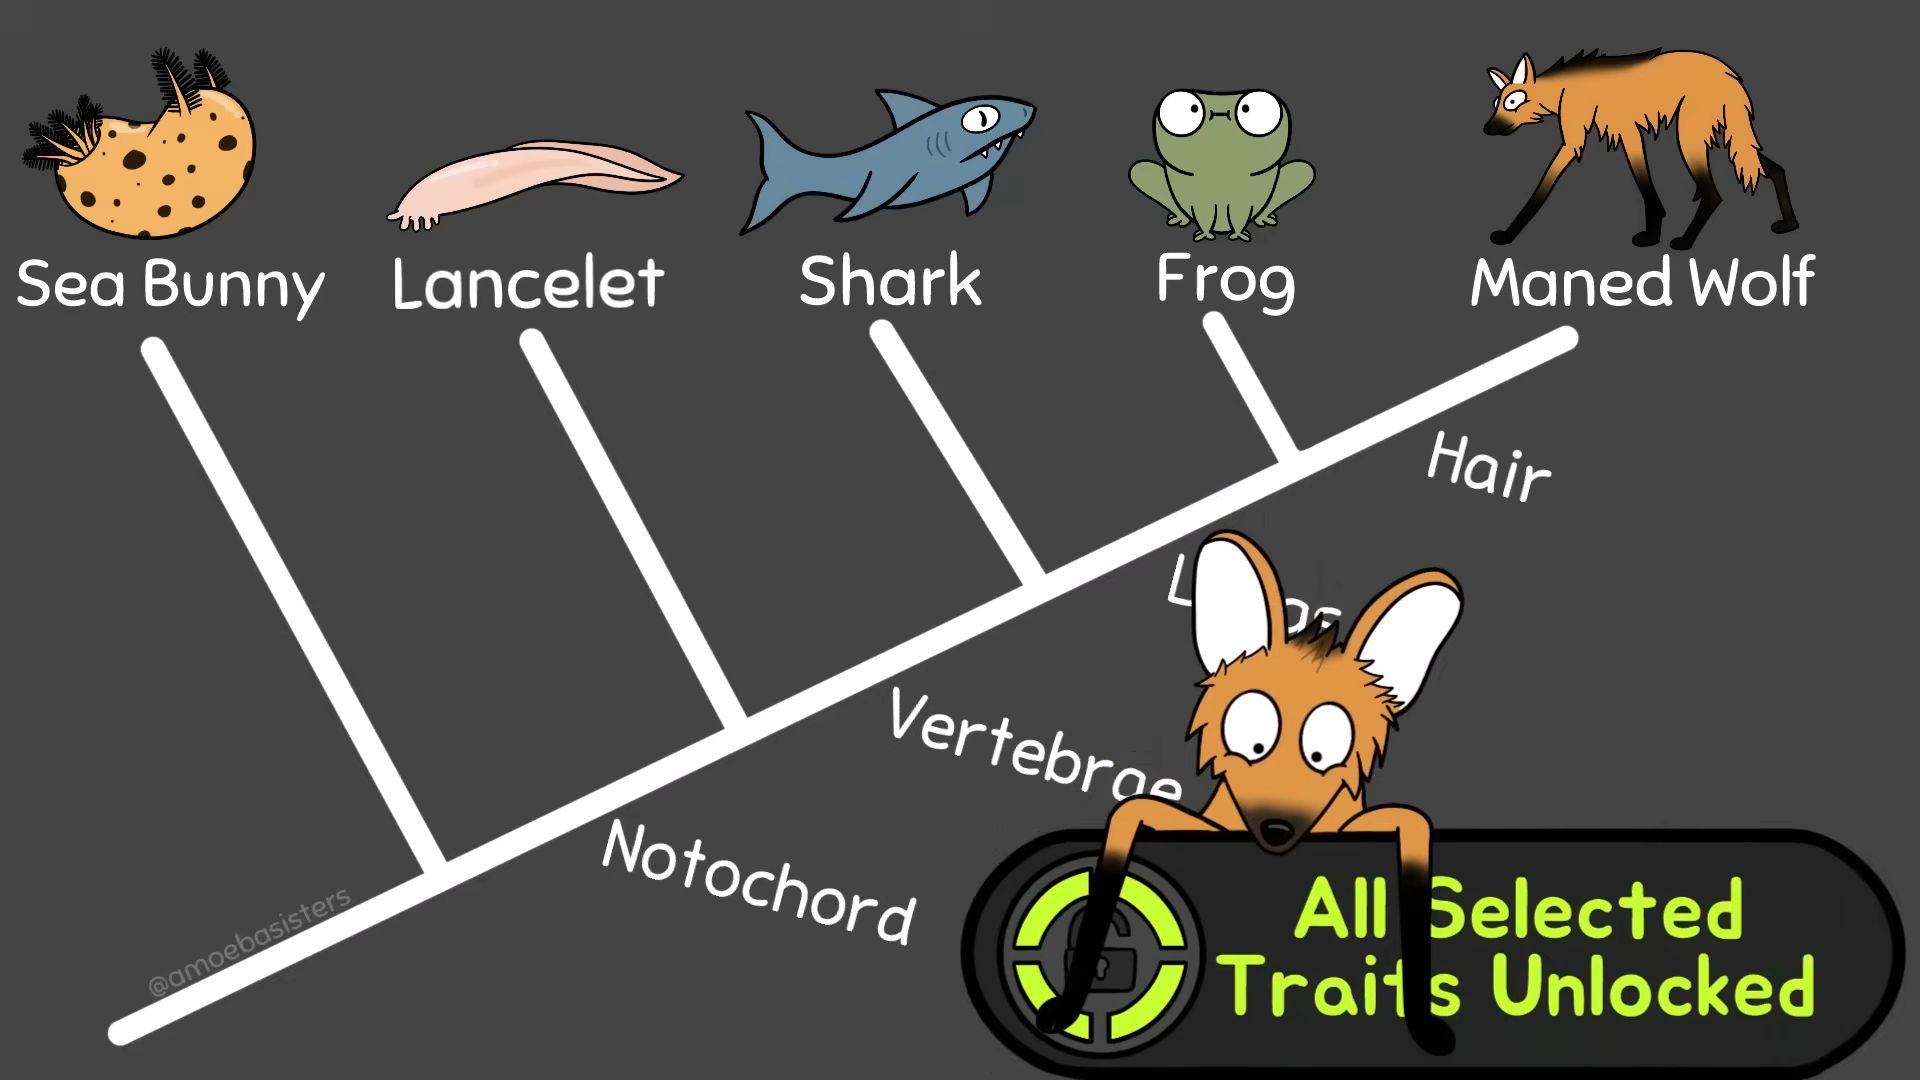 Sea Bunny
Lancelet
Shark
Frog
Maned Wolf
Hair
Vertebrae
Notochord
@amoebasisters
All Selected
Traits Unlocked